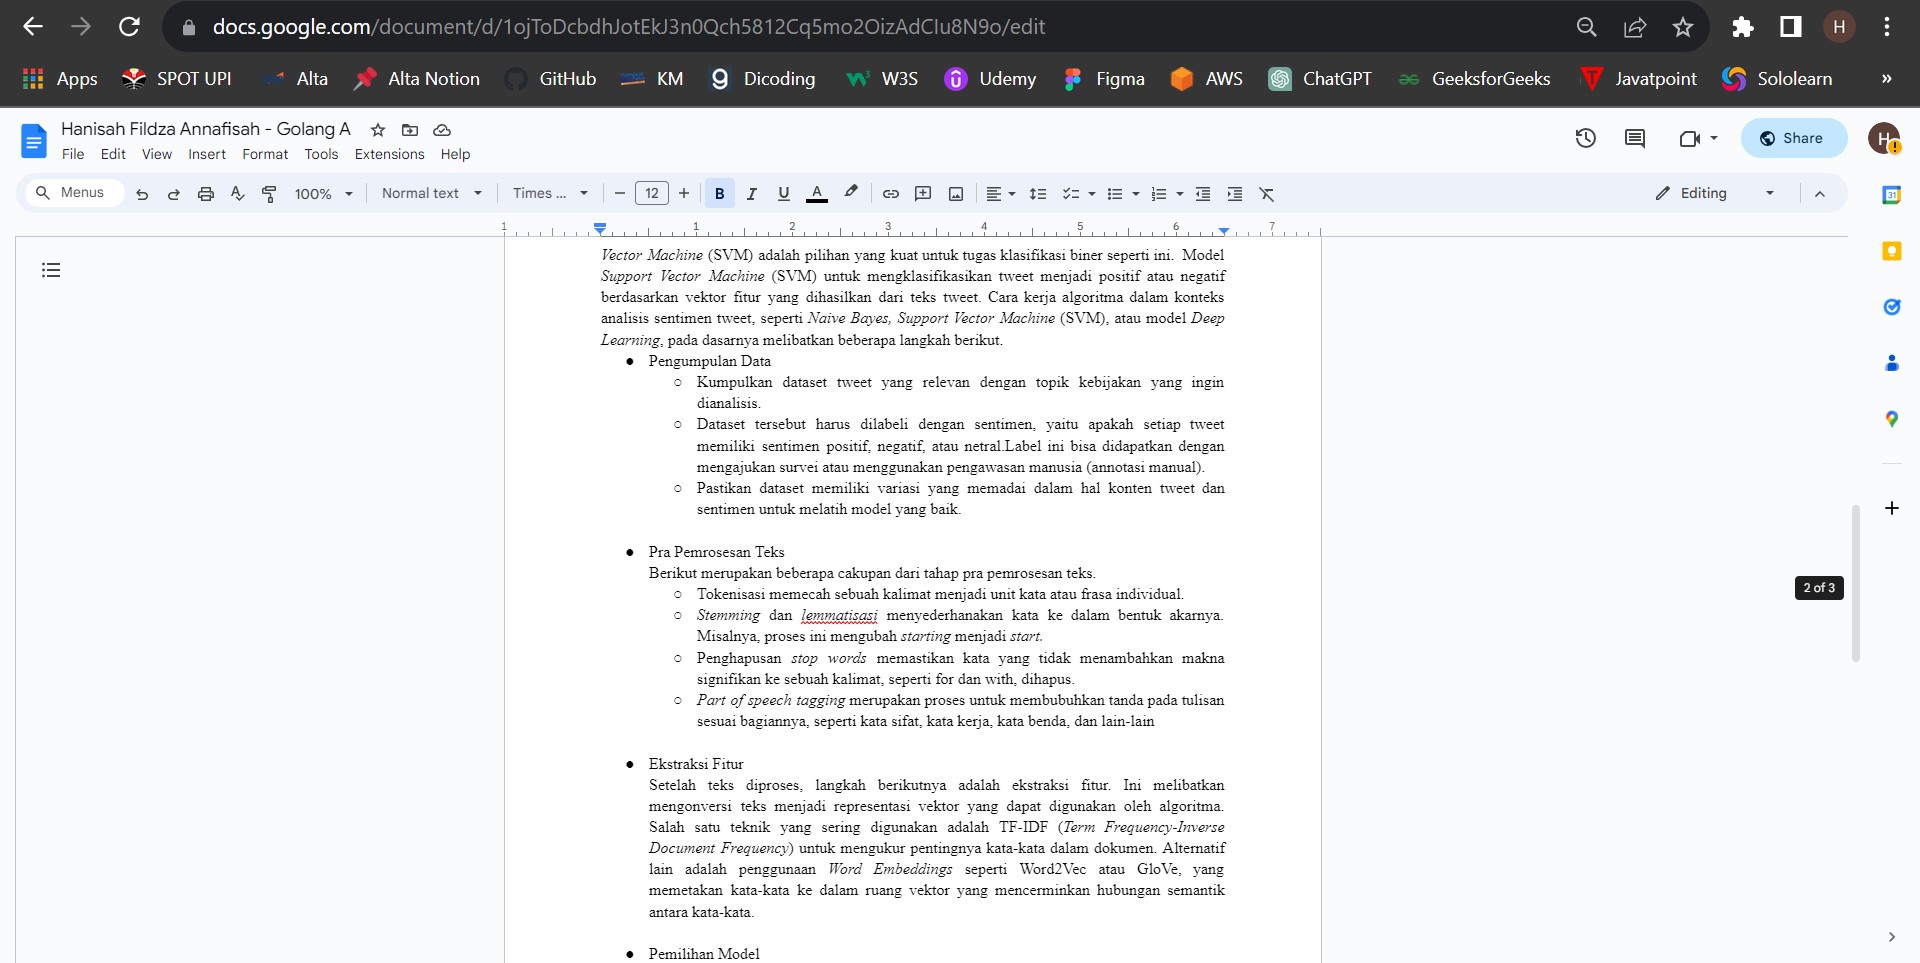 docs.google.com/document/d/1ojToDcbdhJotEkJ3n0Qch5812Cq5mo2OizAdCIu8N9o/edit
H
Apps SPOT UPI Alta Alta Notion GitHub KM Dicoding W3S Udemy Figma AWS ChatGPT GeeksforGeeks Javatpoint Sololearn »
Hanisah Fildza Annafisah - Golang A
File Edit View Insert Format Tools Extensions Help
Share
H
Menus 100% Normal text Times ... − 12 + B I U A Editing
31
1 1 2 3 4 5 6 7
Vector Machine (SVM) adalah pilihan yang kuat untuk tugas klasifikasi biner seperti ini. Model
Support Vector Machine (SVM) untuk mengklasifikasikan tweet menjadi positif atau negatif
berdasarkan vektor fitur yang dihasilkan dari teks tweet. Cara kerja algoritma dalam konteks
analisis sentimen tweet, seperti Naive Bayes, Support Vector Machine (SVM), atau model Deep
Learning, pada dasarnya melibatkan beberapa langkah berikut.
● Pengumpulan Data
○ Kumpulkan dataset tweet yang relevan dengan topik kebijakan yang ingin
dianalisis.
○ Dataset tersebut harus dilabeli dengan sentimen, yaitu apakah setiap tweet
memiliki sentimen positif, negatif, atau netral.Label ini bisa didapatkan dengan
mengajukan survei atau menggunakan pengawasan manusia (annotasi manual).
○ Pastikan dataset memiliki variasi yang memadai dalam hal konten tweet dan
sentimen untuk melatih model yang baik.
● Pra Pemrosesan Teks
Berikut merupakan beberapa cakupan dari tahap pra pemrosesan teks.
○ Tokenisasi memecah sebuah kalimat menjadi unit kata atau frasa individual.
○ Stemming dan lemmatisasi menyederhanakan kata ke dalam bentuk akarnya.
Misalnya, proses ini mengubah starting menjadi start.
○ Penghapusan stop words memastikan kata yang tidak menambahkan makna
signifikan ke sebuah kalimat, seperti for dan with, dihapus.
○ Part of speech tagging merupakan proses untuk membubuhkan tanda pada tulisan
sesuai bagiannya, seperti kata sifat, kata kerja, kata benda, dan lain-lain
● Ekstraksi Fitur
Setelah teks diproses, langkah berikutnya adalah ekstraksi fitur. Ini melibatkan
mengonversi teks menjadi representasi vektor yang dapat digunakan oleh algoritma.
Salah satu teknik yang sering digunakan adalah TF-IDF (Term Frequency-Inverse
Document Frequency) untuk mengukur pentingnya kata-kata dalam dokumen. Alternatif
lain adalah penggunaan Word Embeddings seperti Word2Vec atau GloVe, yang
memetakan kata-kata ke dalam ruang vektor yang mencerminkan hubungan semantik
antara kata-kata.
● Pemilihan Model
2 of 3